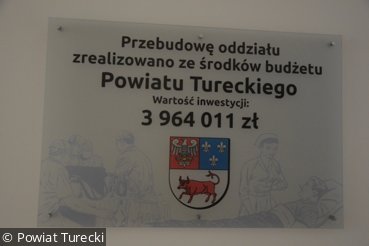 Przebudowę oddziału
zrealizowano ze środków budżetu
Powiatu Tureckiego
Wartość inwestycji:
3 964 011 zł
© Powiat Turecki